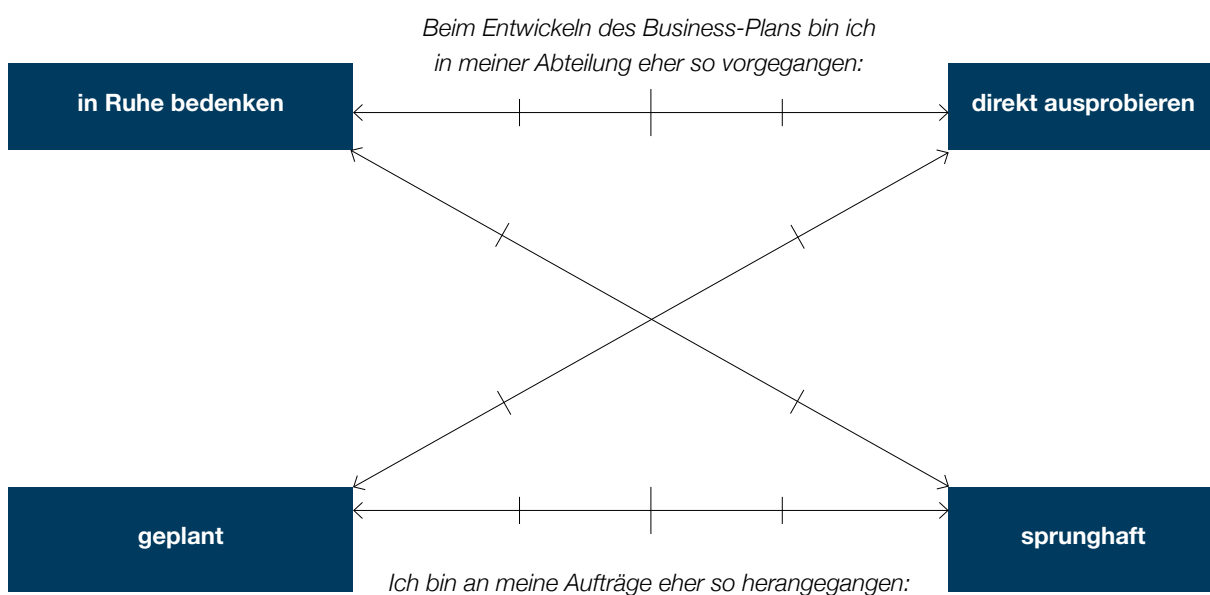 Beim Entwickeln des Business-Plans bin ich
in meiner Abteilung eher so vorgegangen:
in Ruhe bedenken
direkt ausprobieren
geplant
sprunghaft
Ich bin an meine Aufträge eher so herangegangen: